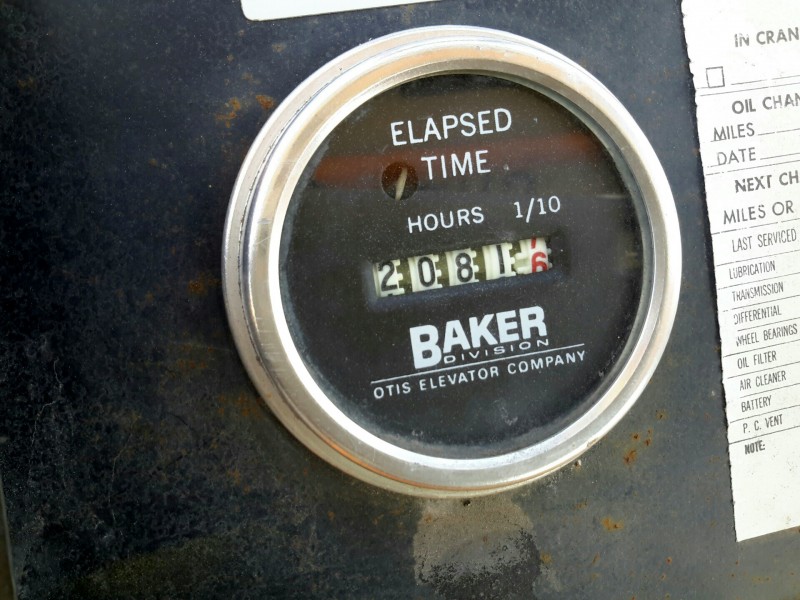 ELAPSED
TIME
HOURS 1/10
2081 6
BAKER
DIVISION
OTIS ELEVATOR COMPANY
IN CRAN
OIL CHAN
MILES
DATE
NEXT CH
MILES OR
LAST SERVICED
LUBRICATION
TRANSMISSION
DIFFERENTIAL
WHEEL BEARINGS
OIL FILTER
AIR CLEANER
BATTERY
P. C. VENT
NOTE: